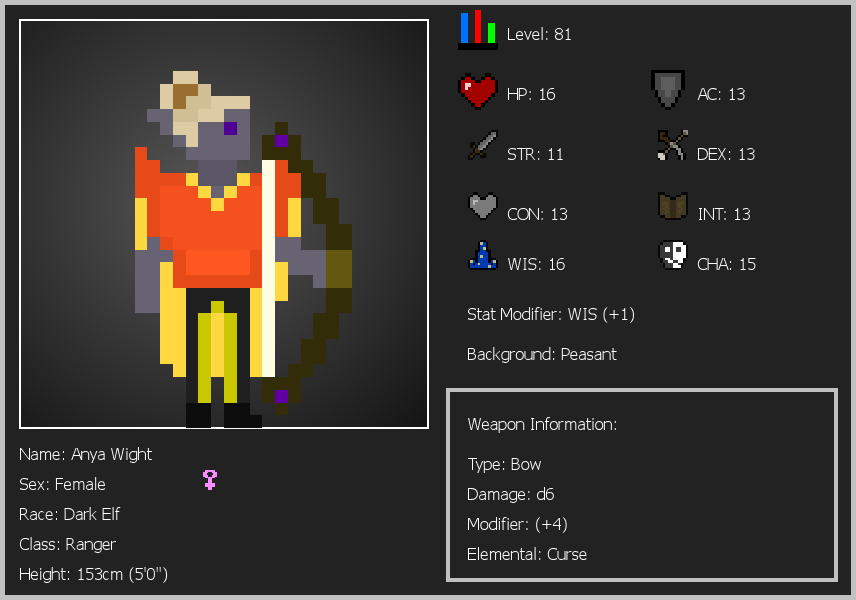 Level: 81
HP: 16
AC: 13
STR: 11
DEX: 13
CON: 13
INT: 13
WIS: 16
CHA: 15
Stat Modifier: WIS (+1)
Background: Peasant
Weapon Information:
Type: Bow
Damage: d6
Modifier: (+4)
Elemental: Curse
Name: Anya Wight
Sex: Female
Race: Dark Elf
Class: Ranger
Height: 153cm (5'0")